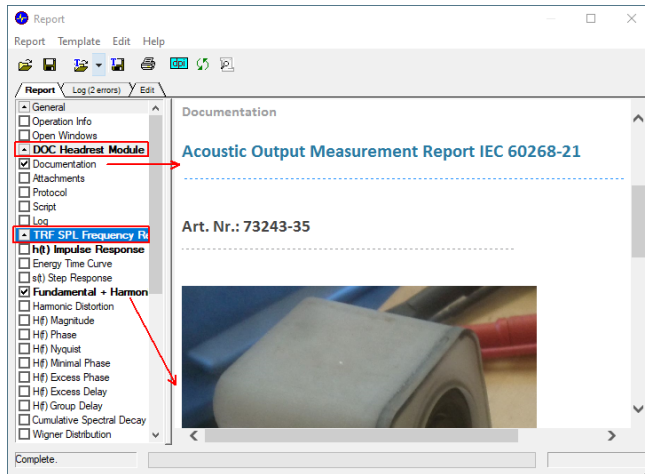 Report
Report Template Edit Help
dpi
Report Log (2 errors) Edit
General
Operation Info
Open Windows
DOC Headrest Module
Documentation
Attachments
Protocol
Script
Log
TRF SPL Frequency Re
h(t) Impulse Response
Energy Time Curve
s(t) Step Response
Fundamental + Harmon
Harmonic Distortion
H(f) Magnitude
H(f) Phase
H(f) Nyquist
H(f) Minimal Phase
H(f) Excess Phase
H(f) Excess Delay
H(f) Group Delay
Cumulative Spectral Decay
Wigner Distribution
Documentation
Acoustic Output Measurement Report IEC 60268-21
Art. Nr.: 73243-35
Complete.